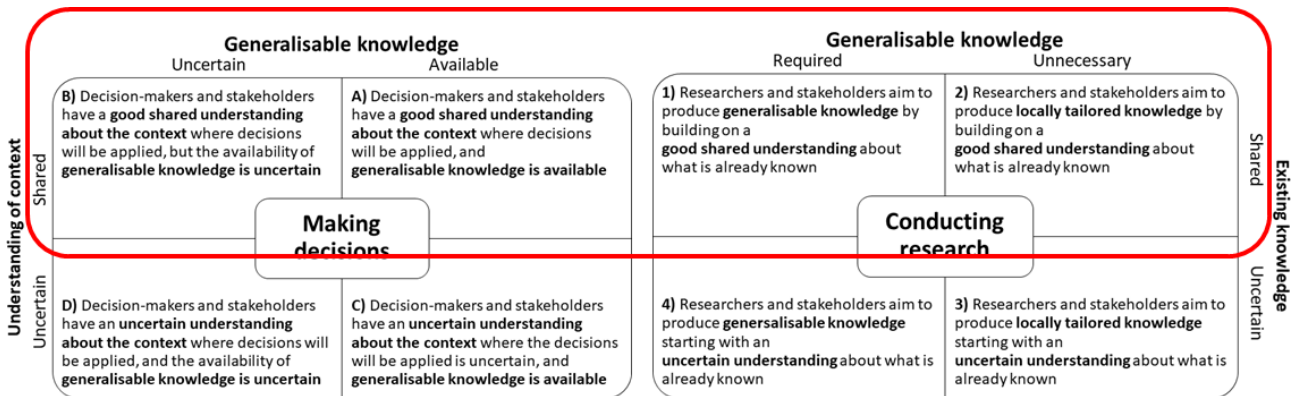 Generalisable knowledge
Uncertain
Available
Understanding of context
Shared
Uncertain
B) Decision-makers and stakeholders
have a good shared understanding
about the context where decisions
will be applied, but the availability of
generalisable knowledge is uncertain
A) Decision-makers and stakeholders
have a good shared understanding
about the context where decisions
will be applied, and
generalisable knowledge is available
Making
decisions
D) Decision-makers and stakeholders
have an uncertain understanding
about the context where decisions will
be applied, and the availability of
generalisable knowledge is uncertain
C) Decision-makers and stakeholders
have an uncertain understanding
about the context where the decisions
will be applied is uncertain, and
generalisable knowledge is available
Generalisable knowledge
Required
Unnecessary
1) Researchers and stakeholders aim to
produce generalisable knowledge by
building on a
good shared understanding about
what is already known
2) Researchers and stakeholders aim to
produce locally tailored knowledge by
building on a
good shared understanding about
what is already known
Conducting
research
4) Researchers and stakeholders aim to
produce genersalisable knowledge
starting with an
uncertain understanding about what is
already known
3) Researchers and stakeholders aim to
produce locally tailored knowledge
starting with an
uncertain understanding about what is
already known
Shared
Uncertain
Existing knowledge